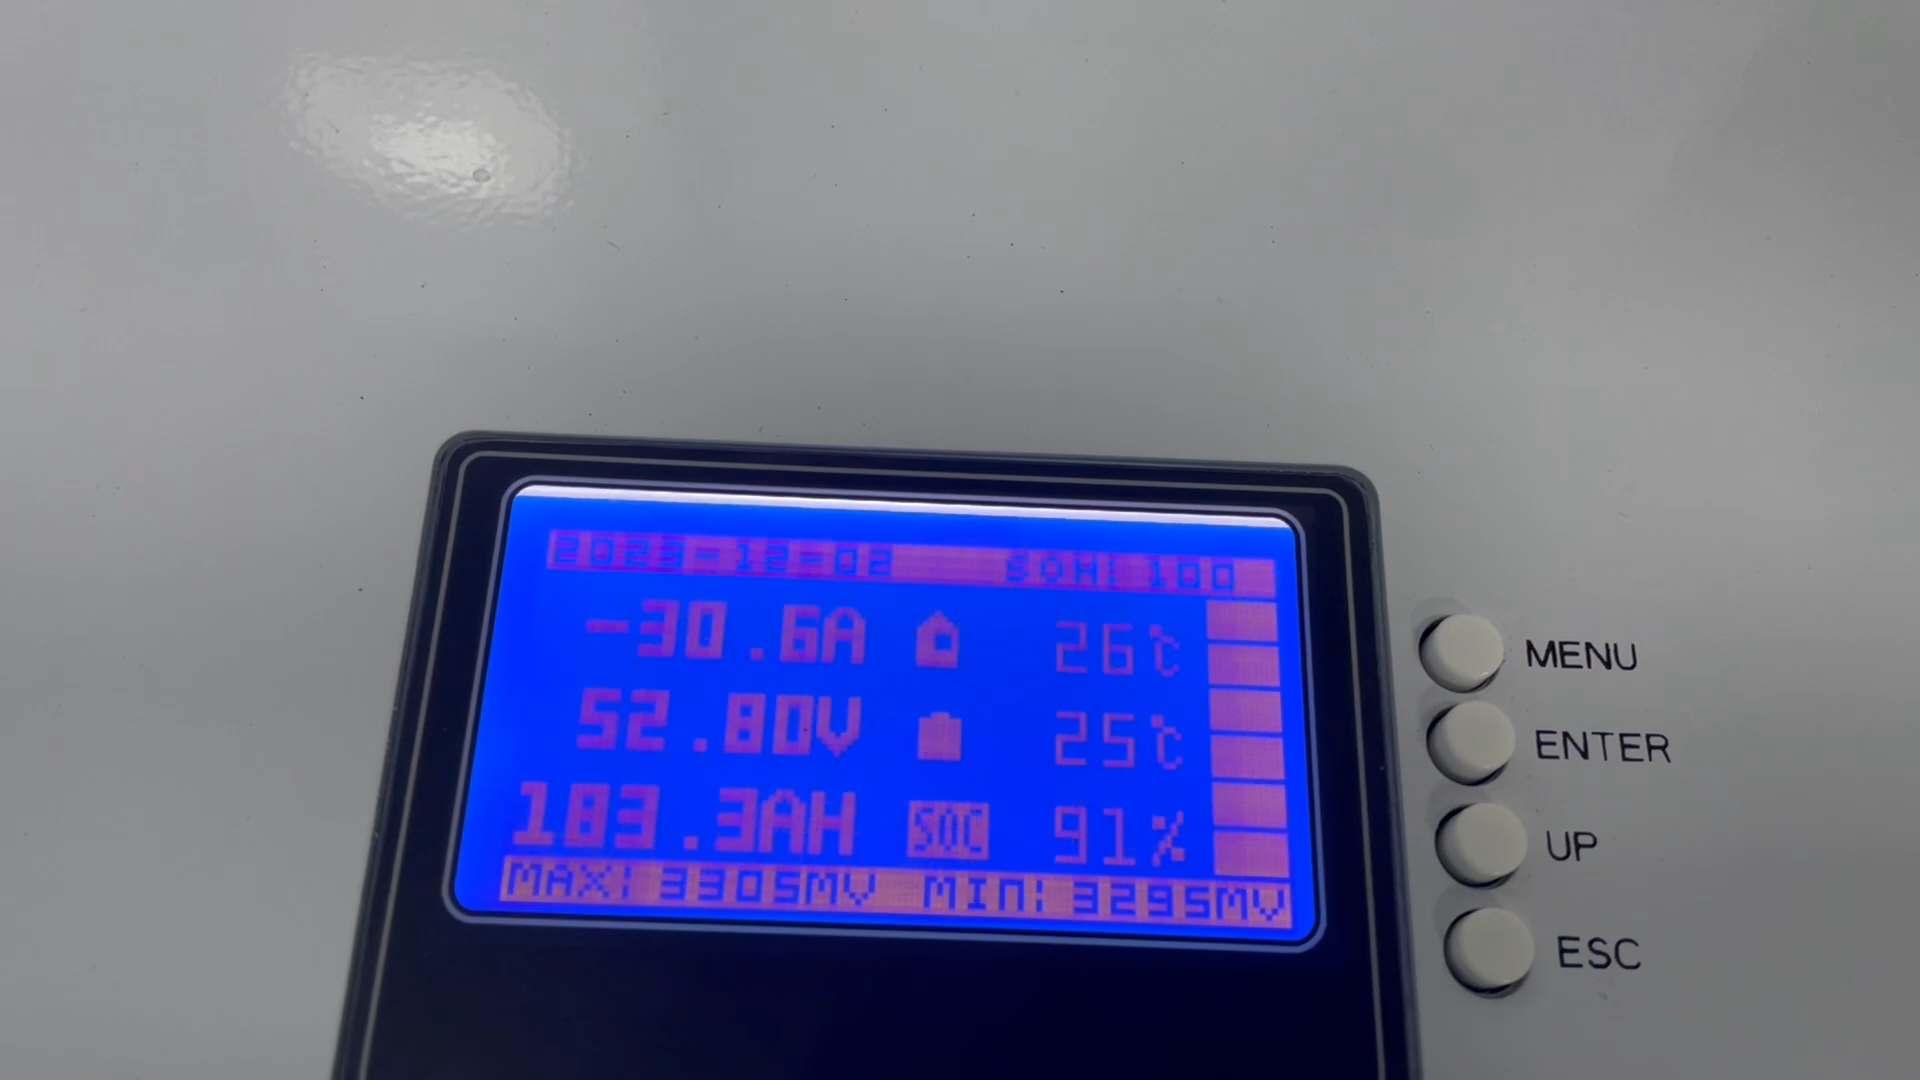 2023-12-02 SOH: 100
-30.6A 26℃
52.80V 25℃
183.3AH SOC 91%
MAX: 3305MV MIN: 3295MV
MENU
ENTER
UP
ESC